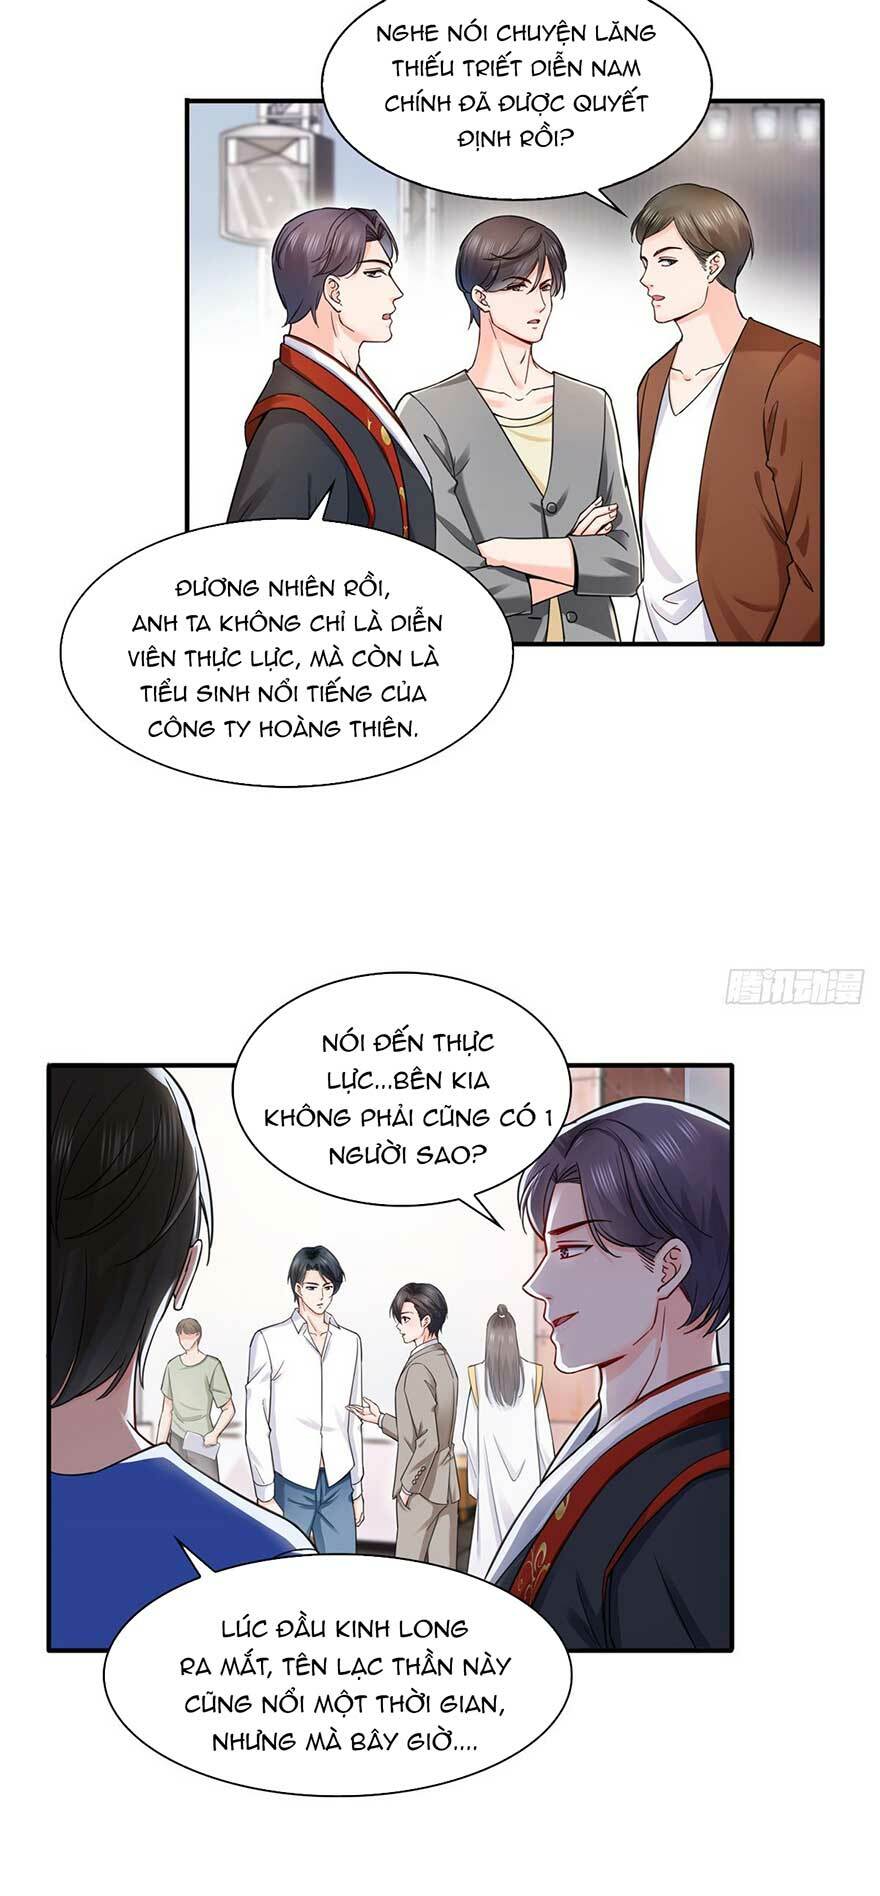 NGHE NÓI CHUYỆN LĂNG
THIẾU TRIẾT DIỄN NAM
CHÍNH ĐÃ ĐƯỢC QUYẾT
ĐỊNH RỒI?
ĐƯƠNG NHIÊN RỒI,
ANH TA KHÔNG CHỈ LÀ DIỄN
VIÊN THỰC LỰC, MÀ CÒN LÀ
TIỂU SINH NỔI TIẾNG CỦA
CÔNG TY HOÀNG THIÊN.
腾讯动漫
NÓI ĐẾN THỰC
LỰC...BÊN KIA
KHÔNG PHẢI CŨNG CÓ 1
NGƯỜI SAO?
LÚC ĐẦU KINH LONG
RA MẮT, TÊN LẠC THẦN NÀY
CŨNG NỔI MỘT THỜI GIAN,
NHƯNG MÀ BÂY GIỜ....